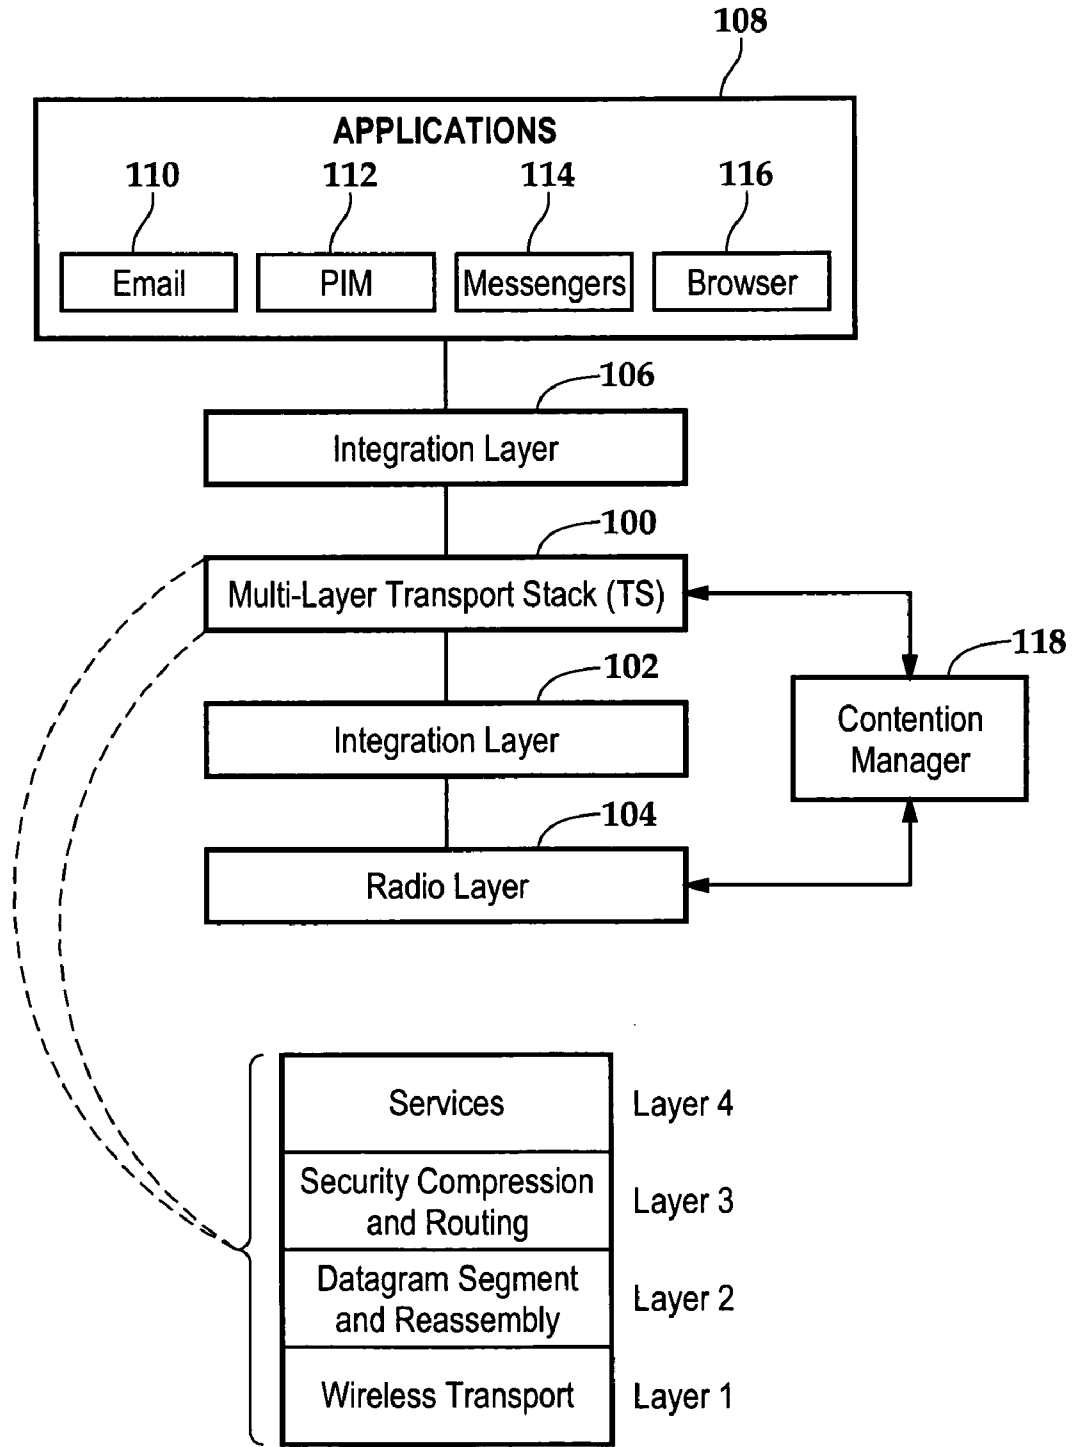 108
APPLICATIONS
110 112 114 116
Email PIM Messengers Browser
106
Integration Layer
100
Multi-Layer Transport Stack (TS)
102
118
Integration Layer
Contention
Manager
104
Radio Layer
Services Layer 4
Security Compression
and Routing
Layer 3
Datagram Segment
and Reassembly
Layer 2
Wireless Transport Layer 1